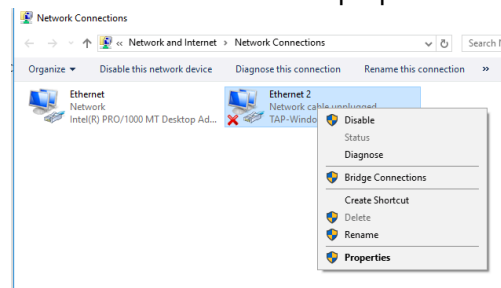 Network Connections
« Network and Internet › Network Connections
Search
Organize Disable this network device Diagnose this connection Rename this connection »
Ethernet
Network
Intel(R) PRO/1000 MT Desktop Ad...
Ethernet 2
Network cable unplugged
TAP-Windo
Disable
Status
Diagnose
Bridge Connections
Create Shortcut
Delete
Rename
Properties